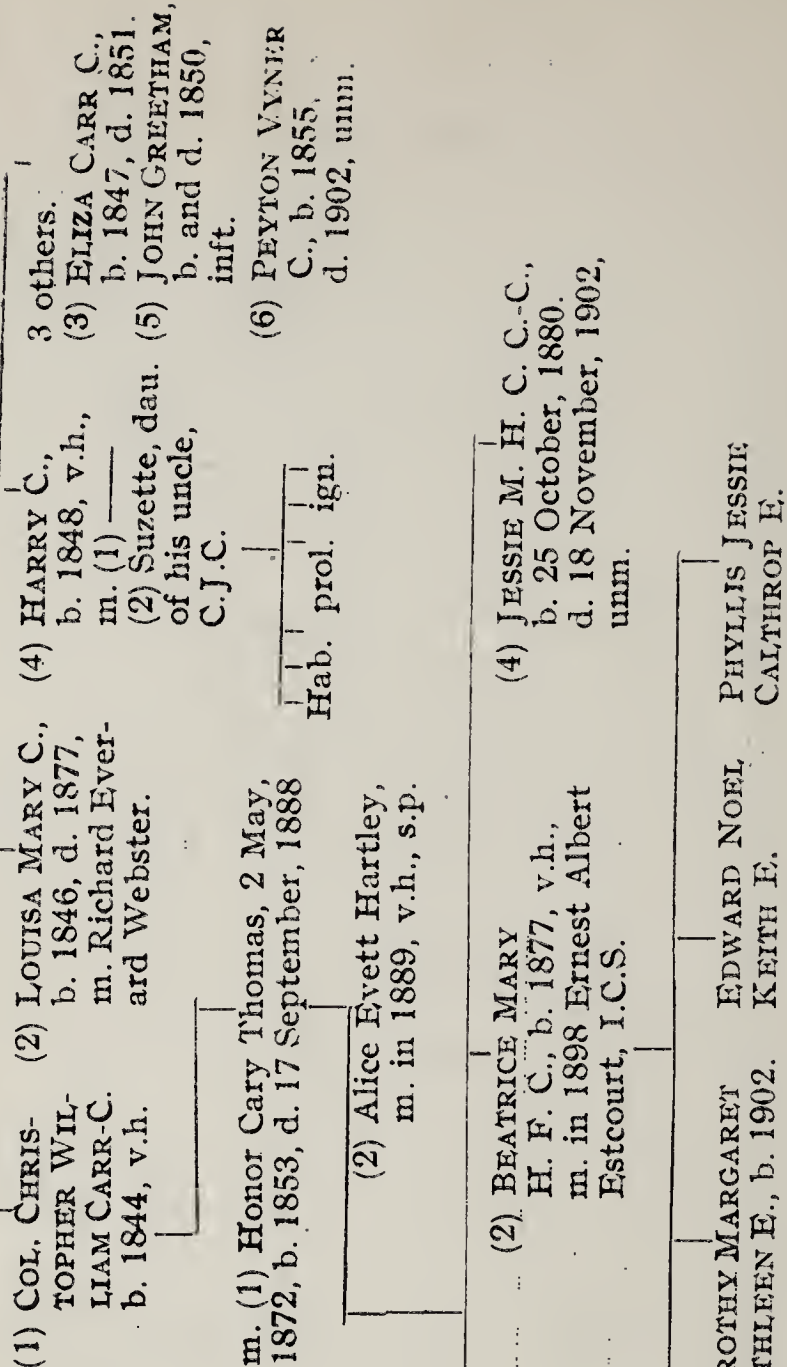 (1) COL. CHRIS-
TOPHER WIL-
LIAM CARR-C.
b. 1844, v.h.
(2) LOUISA MARY C.,
b. 1846, d. 1877,
m. Richard Ever-
ard Webster.
(4) HARRY C.,
b. 1848, v.h.,
m. (1) ———
(2) Suzette, dau.
of his uncle,
C.J.C.
Hab. prol. ign.
3 others.
(3) ELIZA CARR C.,
b. 1847, d. 1851.
(5) JOHN GREETHAM,
b. and d. 1850,
inft.
(6) PEYTON VYNER
C., b. 1855,
d. 1902, unm.
m. (1) Honor Cary Thomas, 2 May,
1872, b. 1853, d. 17 September, 1888
(2) Alice Evett Hartley,
m. in 1889, v.h., s.p.
(2) BEATRICE MARY
H. F. C., b. 1877, v.h.,
m. in 1898 Ernest Albert
Estcourt, I.C.S.
(4) JESSIE M. H. C. C.-C.,
b. 25 October, 1880.
d. 18 November, 1902,
unm.
ROTHY MARGARET
THLEEN E., b. 1902.
EDWARD NOEL
KEITH E.
PHYLLIS JESSIE
CALTHROP E.